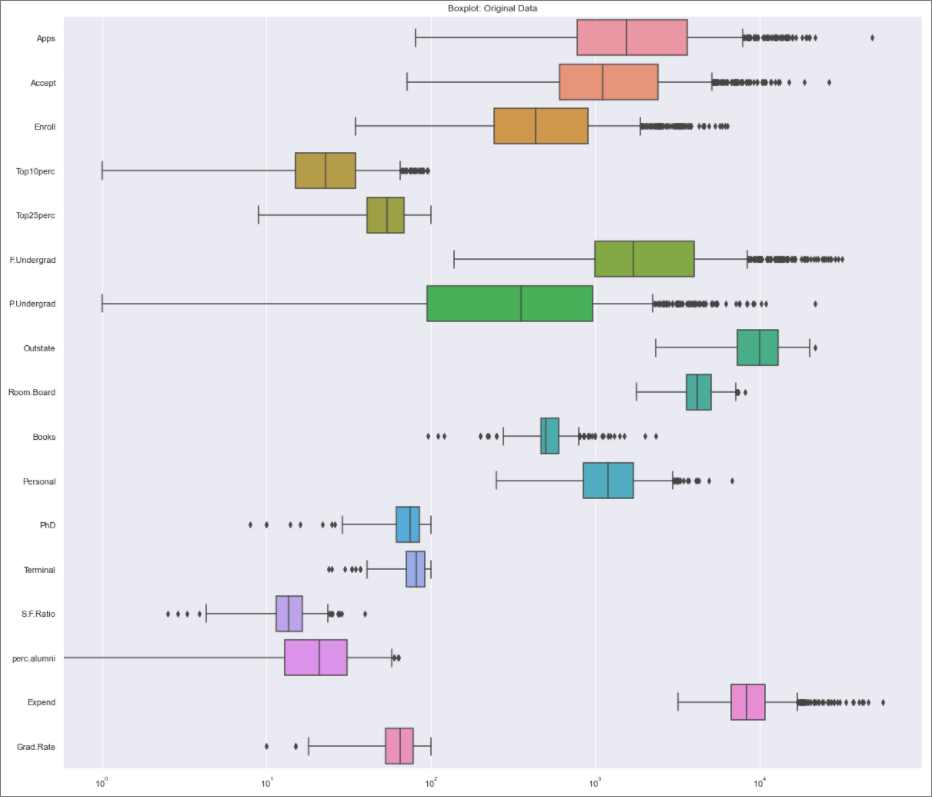 Boxplot: Original Data
Apps
Accept
Enroll
Top10perc
Top25perc
F.Undergrad
P.Undergrad
Outstate
Room.Board
Books
Personal
PhD
Terminal
S.F.Ratio
perc.alumni
Expend
Grad.Rate
10⁰ 10¹ 10² 10³ 10⁴